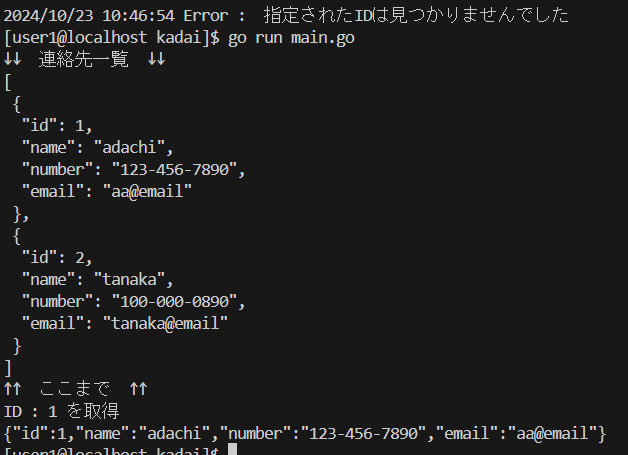 2024/10/23 10:46:54 Error :  指定されたIDは見つかりませんでした
[user1@localhost kadai]$ go run main.go
↓↓　連絡先一覧　↓↓
[
 {
  "id": 1,
  "name": "adachi",
  "number": "123-456-7890",
  "email": "aa@email"
 },
 {
  "id": 2,
  "name": "tanaka",
  "number": "100-000-0890",
  "email": "tanaka@email"
 }
]
↑↑　ここまで　↑↑
ID : 1 を取得
{"id":1,"name":"adachi","number":"123-456-7890","email":"aa@email"}
[user1@localhost kadai]$